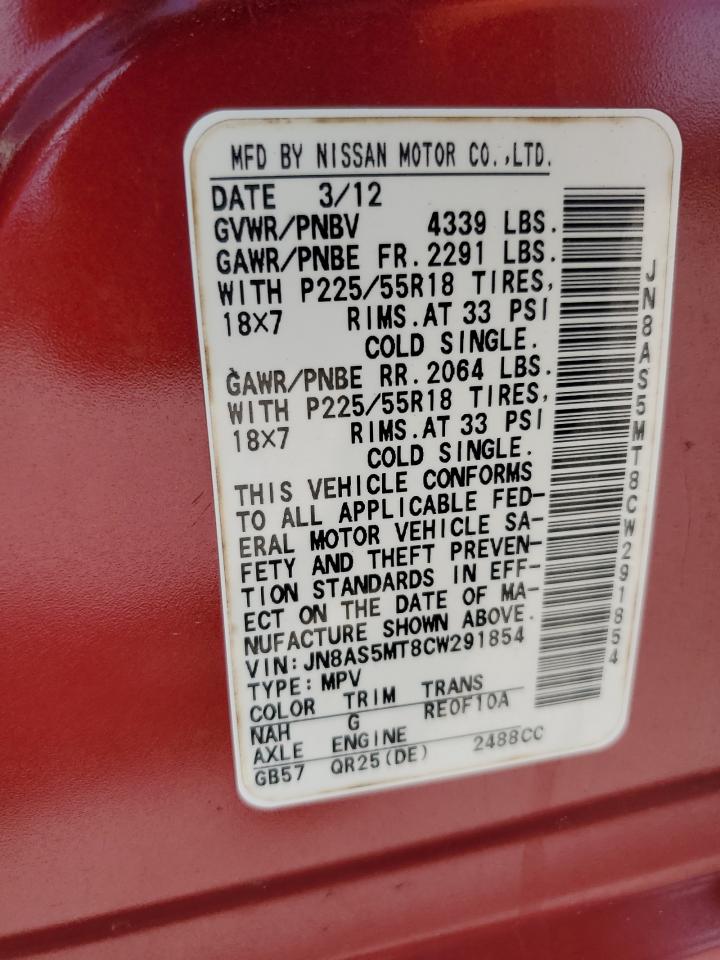 MFD BY NISSAN MOTOR CO.,LTD.
DATE 3/12
GVWR/PNBV 4339 LBS.
GAWR/PNBE FR.2291 LBS.
WITH P225/55R18 TIRES,
18X7 RIMS.AT 33 PSI
COLD SINGLE.
GAWR/PNBE RR.2064 LBS.
WITH P225/55R18 TIRES,
18X7 RIMS.AT 33 PSI
COLD SINGLE.
THIS VEHICLE CONFORMS
TO ALL APPLICABLE FED-
ERAL MOTOR VEHICLE SA-
FETY AND THEFT PREVEN-
TION STANDARDS IN EFF-
ECT ON THE DATE OF MA-
NUFACTURE SHOWN ABOVE.
VIN:JN8AS5MT8CW291854
TYPE:MPV
COLOR TRIM TRANS
NAH G RE0F10A
AXLE ENGINE
GB57 QR25(DE) 2488CC
JN8AS5MT8CW291854